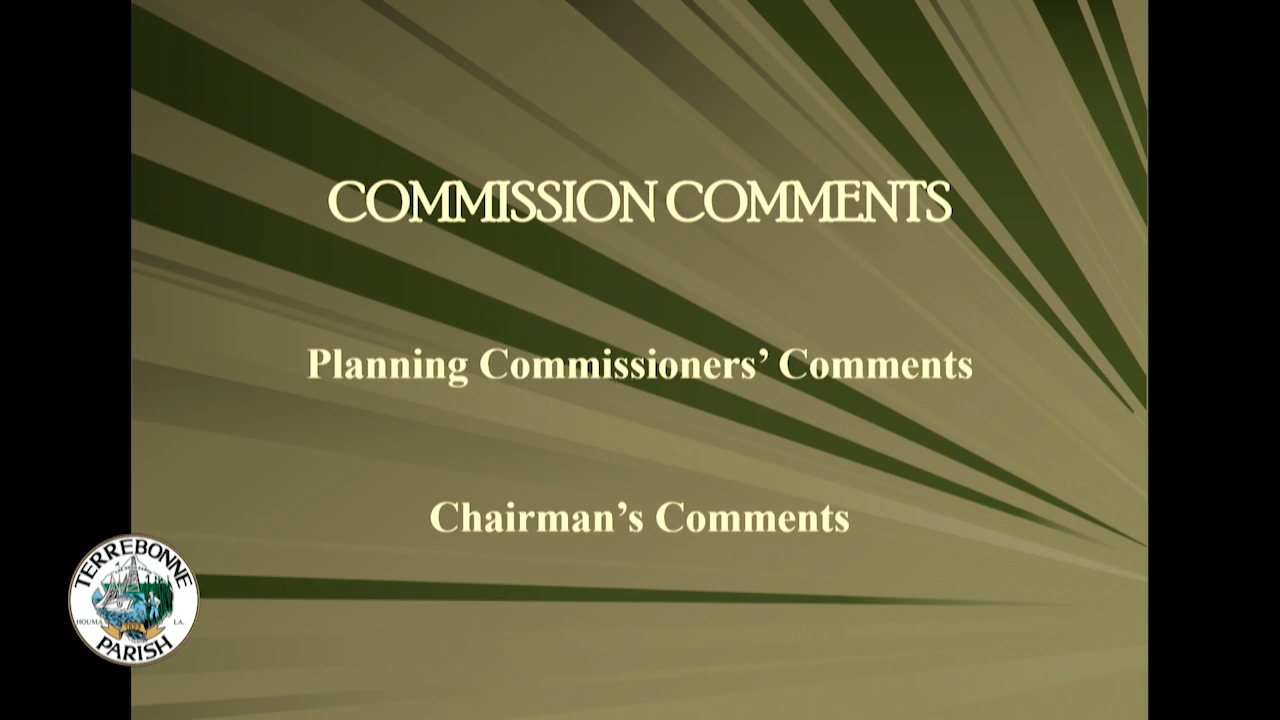 COMMISSION COMMENTS
Planning Commissioners’ Comments
Chairman’s Comments
TERREBONNE
HOUMA LA.
PARISH